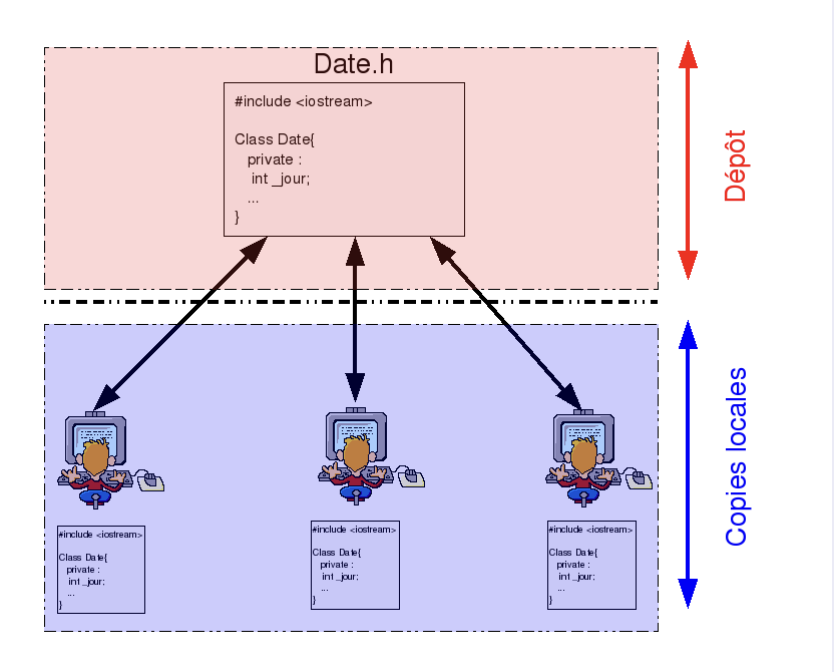 Date.h
#include <iostream>
Class Date{
private :
int _jour;
...
}
Dépôt
Copies locales
#include <iostream>
Class Date{
private :
int _jour;
...
}
#include <iostream>
Class Date{
private :
int _jour;
...
}
#include <iostream>
Class Date{
private :
int _jour;
...
}